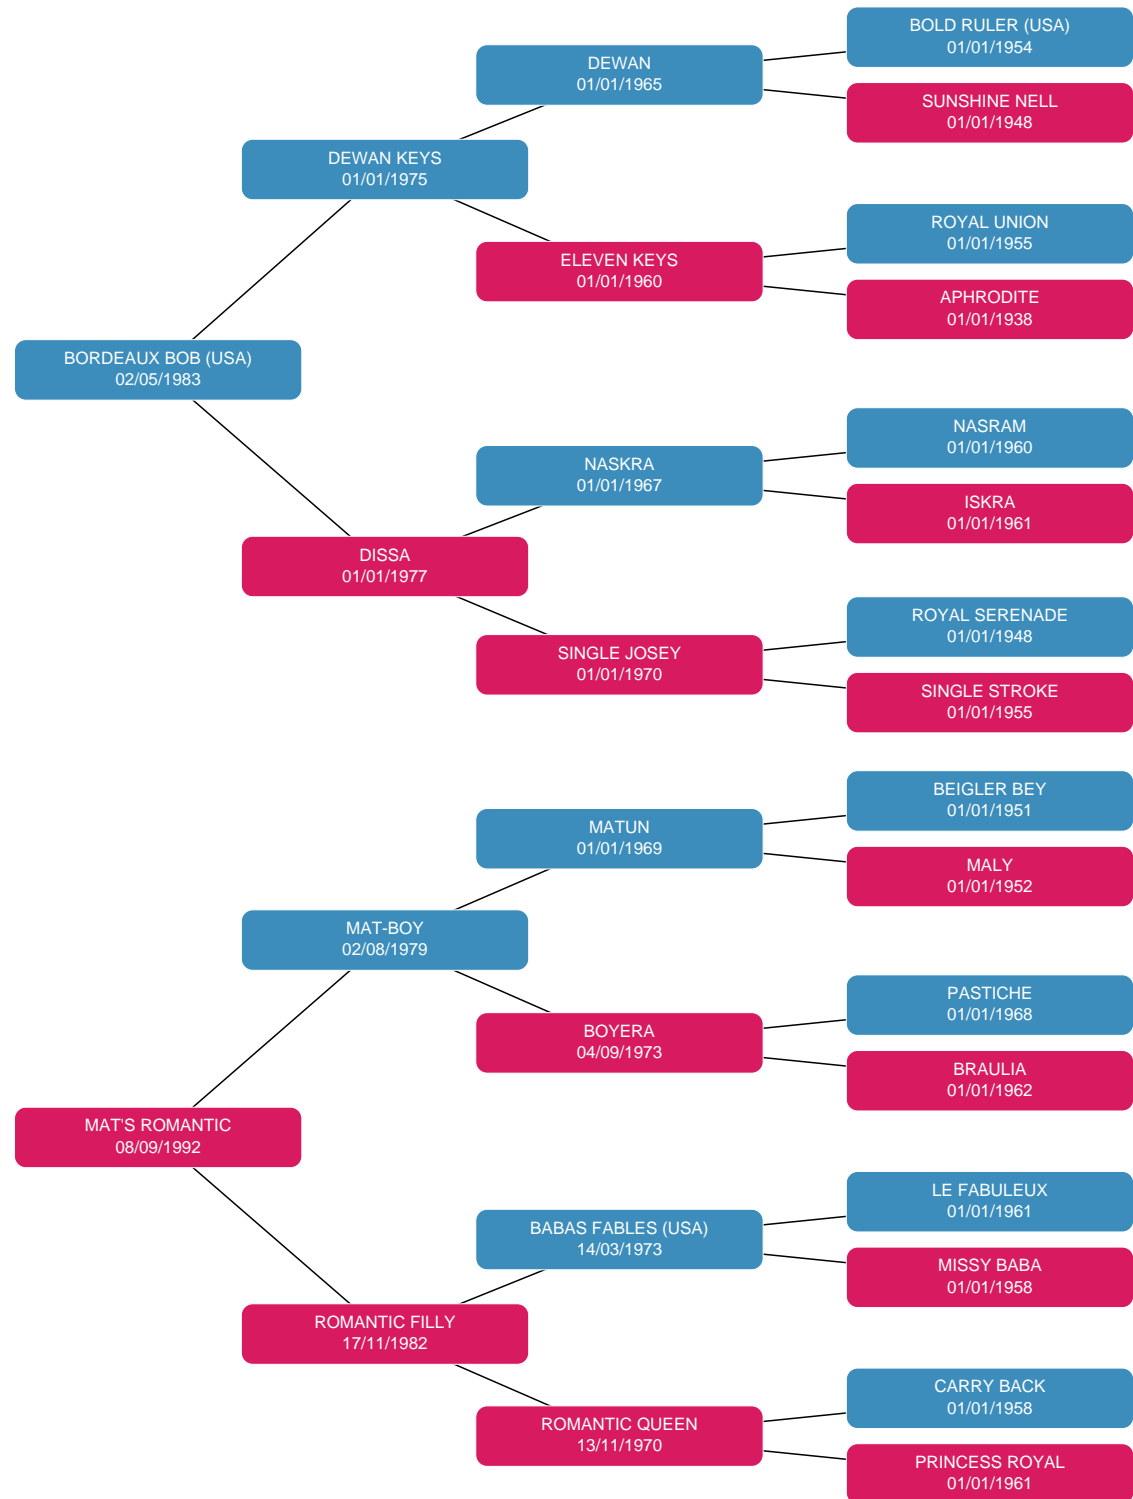 BOLD RULER (USA)
01/01/1954
DEWAN
01/01/1965
SUNSHINE NELL
01/01/1948
DEWAN KEYS
01/01/1975
ROYAL UNION
01/01/1955
ELEVEN KEYS
01/01/1960
APHRODITE
01/01/1938
BORDEAUX BOB (USA)
02/05/1983
NASRAM
01/01/1960
NASKRA
01/01/1967
ISKRA
01/01/1961
DISSA
01/01/1977
ROYAL SERENADE
01/01/1948
SINGLE JOSEY
01/01/1970
SINGLE STROKE
01/01/1955
BEIGLER BEY
01/01/1951
MATUN
01/01/1969
MALY
01/01/1952
MAT-BOY
02/08/1979
PASTICHE
01/01/1968
BOYERA
04/09/1973
BRAULIA
01/01/1962
MAT'S ROMANTIC
08/09/1992
LE FABULEUX
01/01/1961
BABAS FABLES (USA)
14/03/1973
MISSY BABA
01/01/1958
ROMANTIC FILLY
17/11/1982
CARRY BACK
01/01/1958
ROMANTIC QUEEN
13/11/1970
PRINCESS ROYAL
01/01/1961